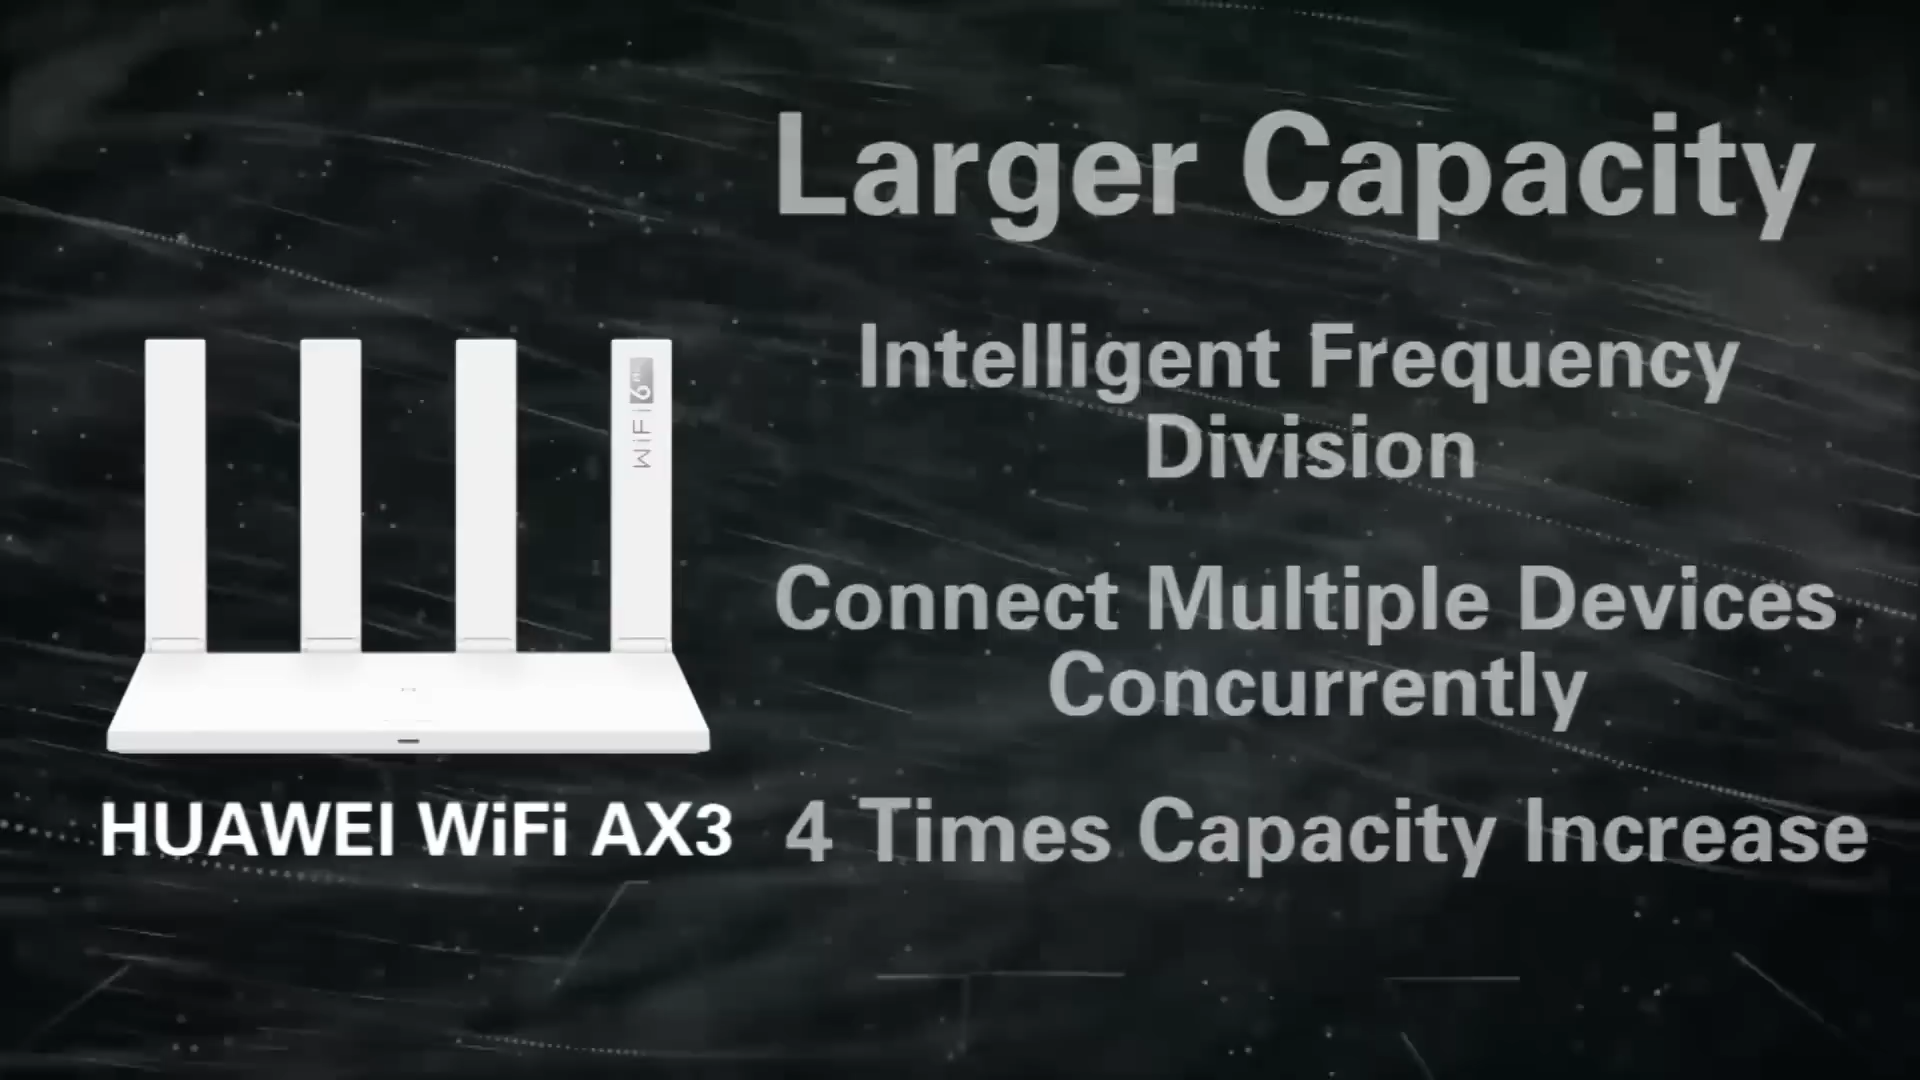 Larger Capacity
Intelligent Frequency
Division
Connect Multiple Devices
Concurrently
4 Times Capacity Increase
WiFi 6+
HUAWEI WiFi AX3